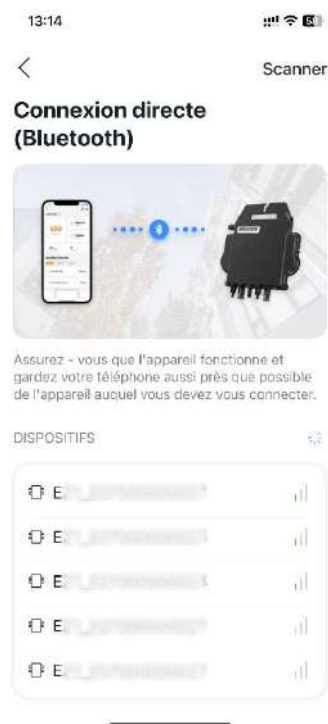 13:14
Scanner
Connexion directe
(Bluetooth)
Assurez - vous que l'appareil fonctionne et
gardez votre téléphone aussi près que possible
de l'appareil auquel vous devez vous connecter.
DISPOSITIFS